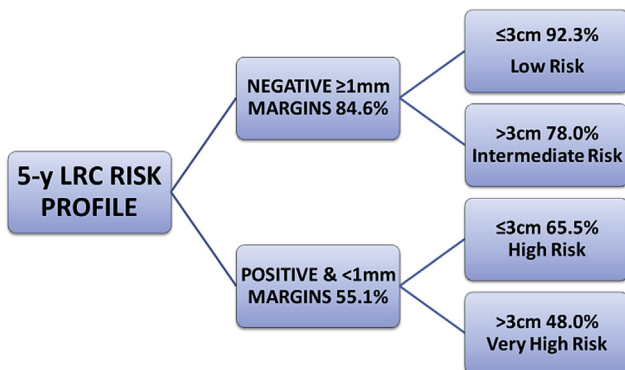 5-y LRC RISK
PROFILE
NEGATIVE ≥1mm
MARGINS 84.6%
≤3cm 92.3%
Low Risk
>3cm 78.0%
Intermediate Risk
POSITIVE & <1mm
MARGINS 55.1%
≤3cm 65.5%
High Risk
>3cm 48.0%
Very High Risk